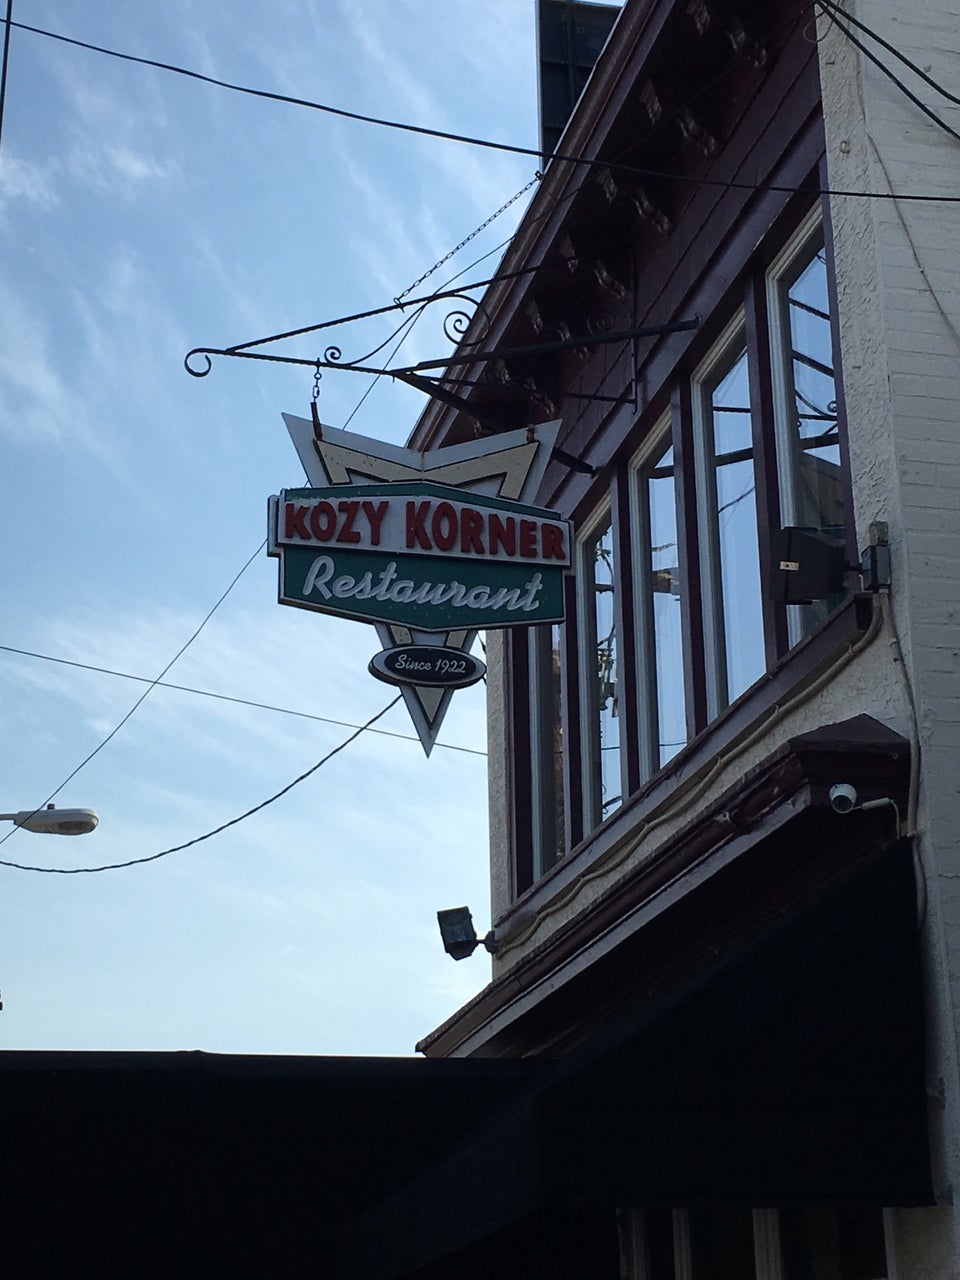 KOZY KORNER
Restaurant
Since 1922